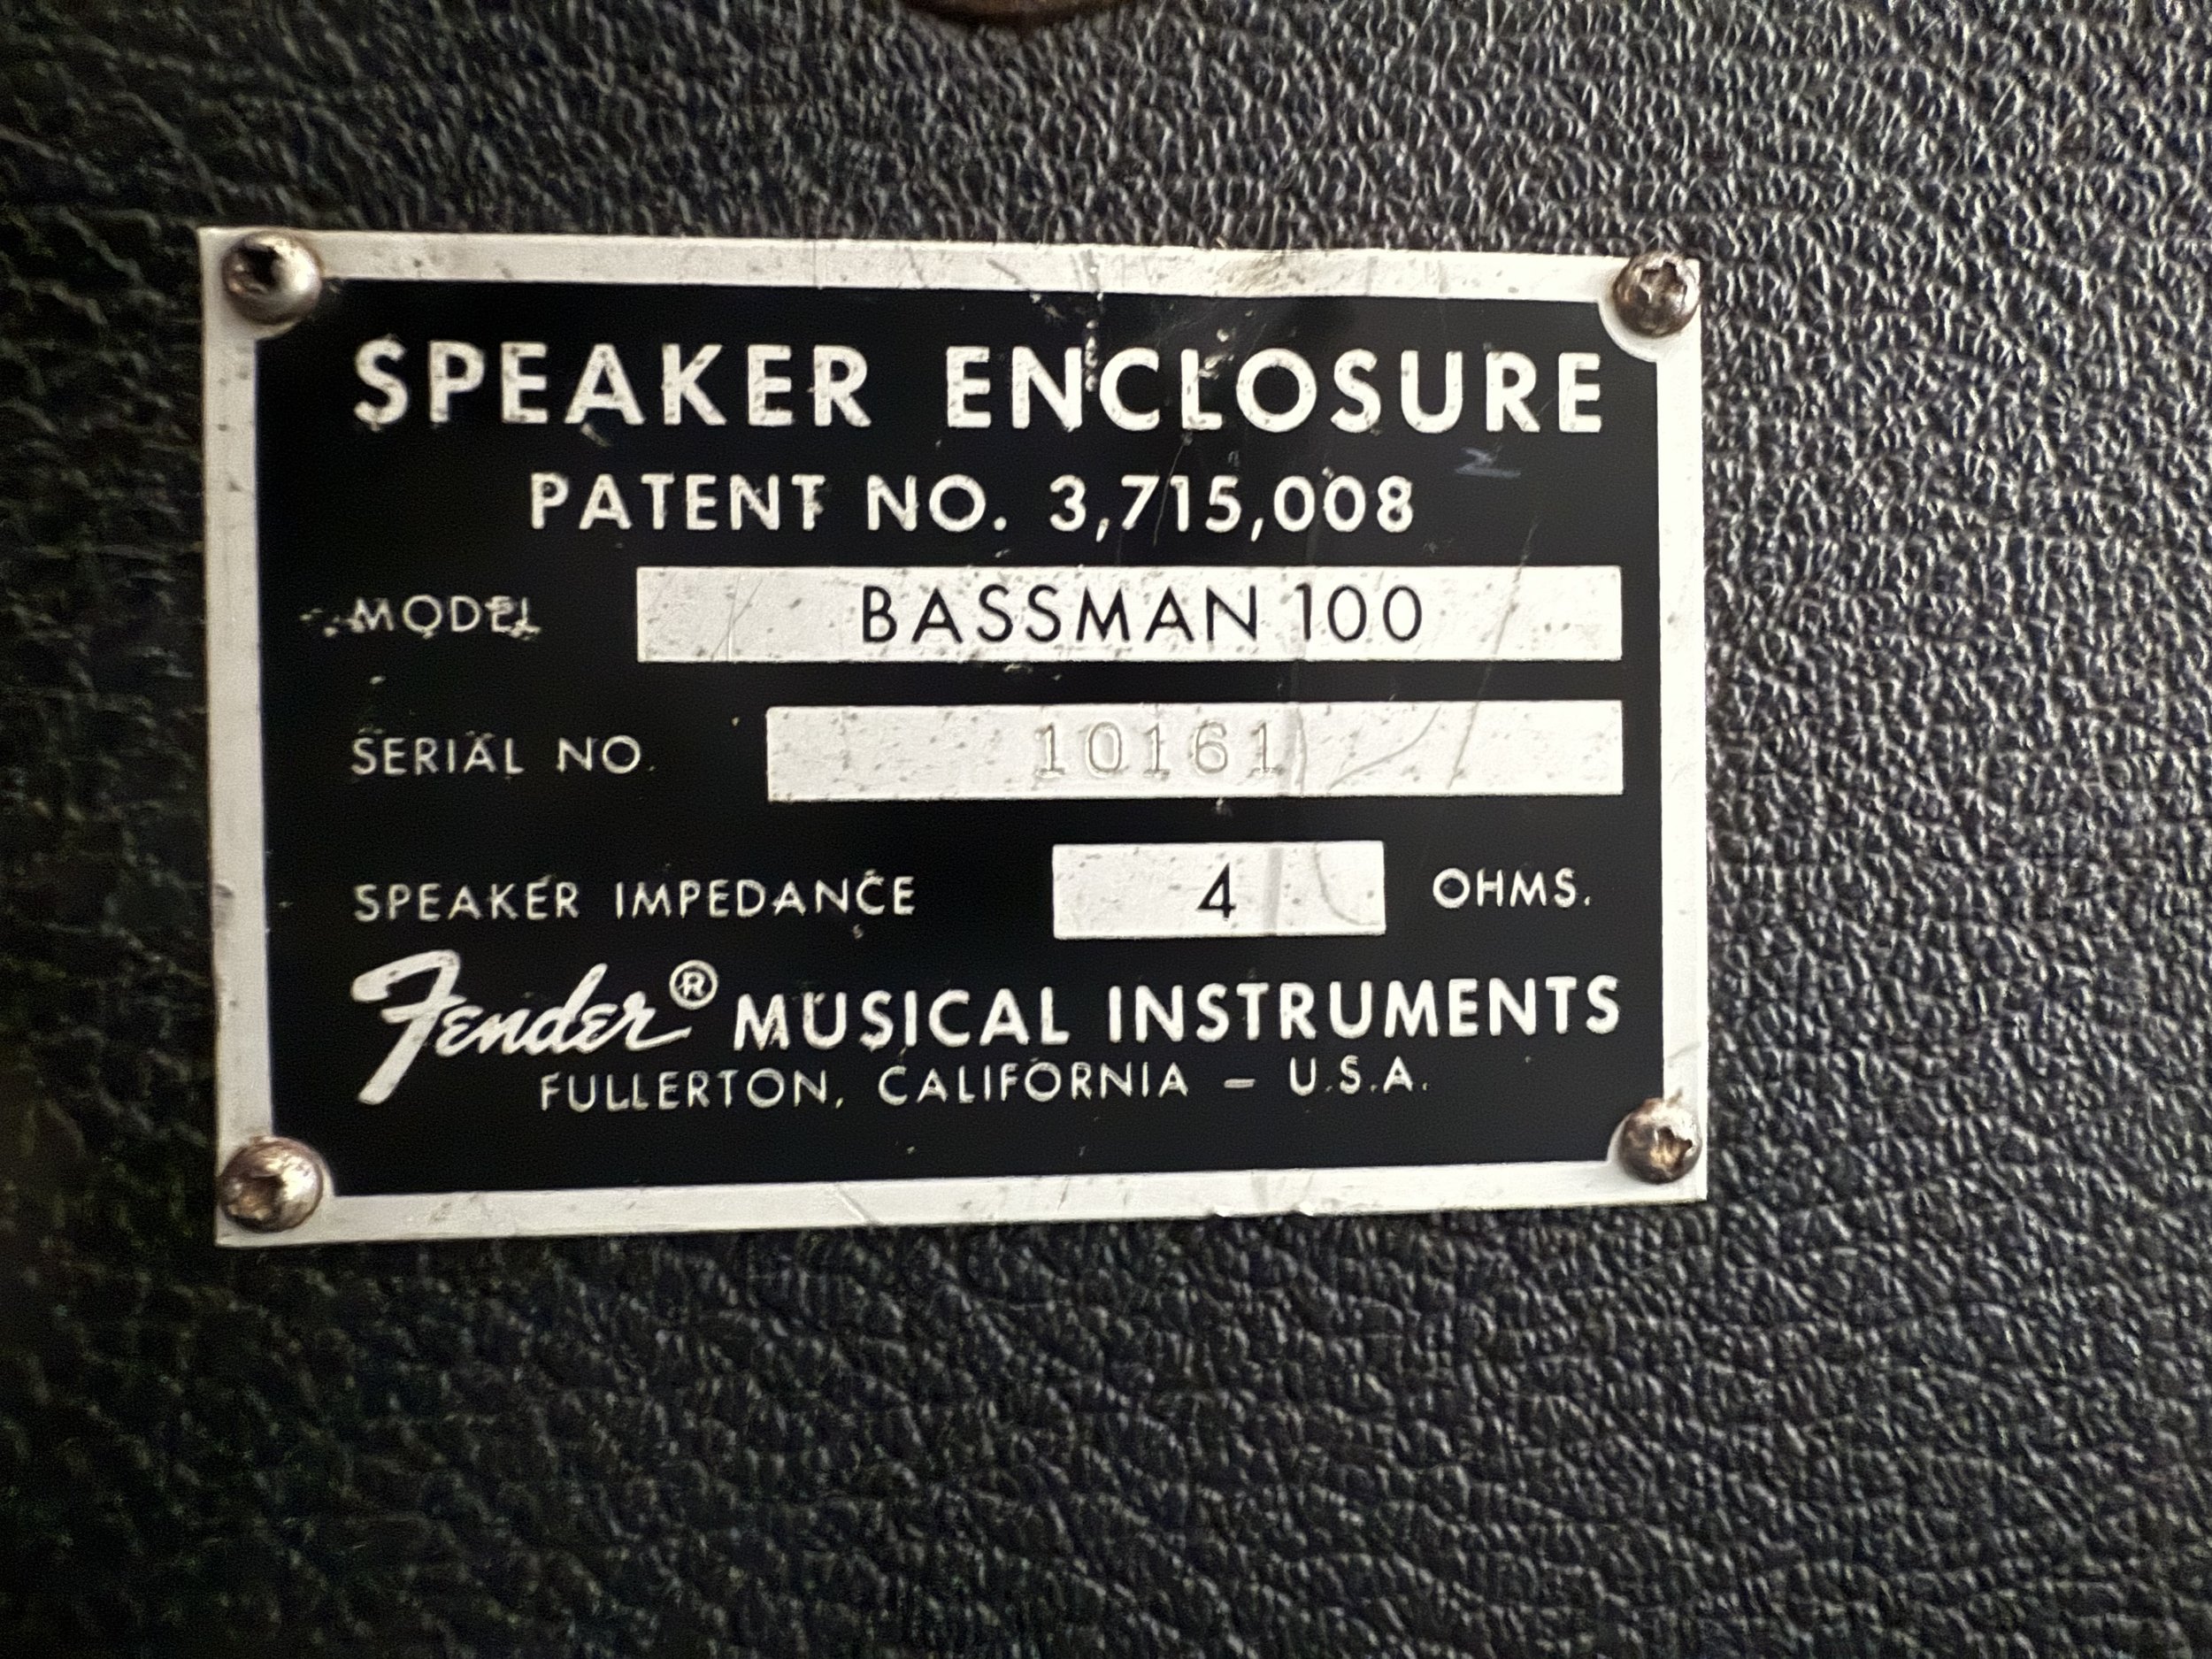 SPEAKER ENCLOSURE
PATENT NO. 3,715,008
MODEL BASSMAN 100
SERIAL NO. 10161
SPEAKER IMPEDANCE 4 OHMS.
Fender® MUSICAL INSTRUMENTS
FULLERTON, CALIFORNIA – U.S.A.